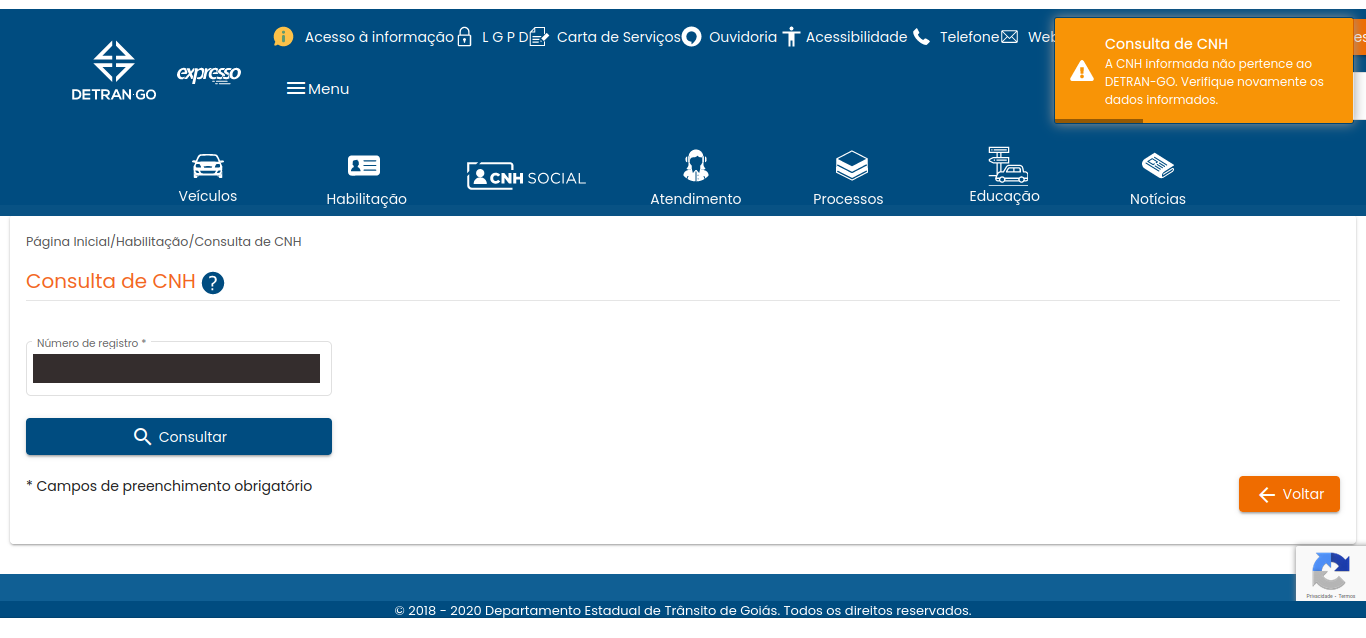 Acesso à informação
L G P D
Carta de Serviços
Ouvidoria
Acessibilidade
Telefone
Web
Consulta de CNH
A CNH informada não pertence ao
DETRAN-GO. Verifique novamente os
dados informados.
DETRAN·GO
expresso
Menu
Veículos
Habilitação
CNH SOCIAL
Atendimento
Processos
Educação
Notícias
Página Inicial/Habilitação/Consulta de CNH
Consulta de CNH ?
Número de registro *
Consultar
* Campos de preenchimento obrigatório
Voltar
Privacidade - Termos
© 2018 - 2020 Departamento Estadual de Trânsito de Goiás. Todos os direitos reservados.